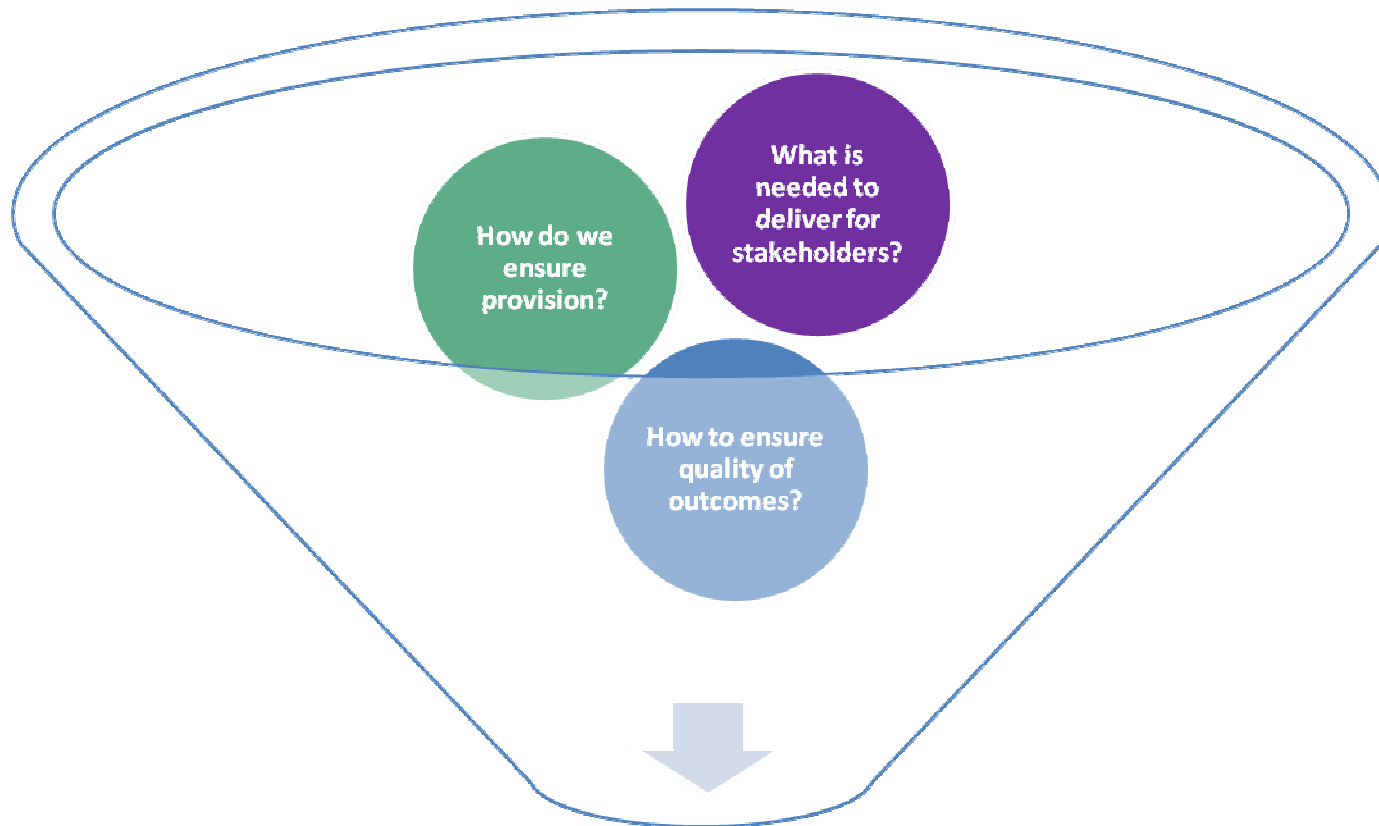 What is
needed to
deliver for
stakeholders?
How do we
ensure
provision?
How to ensure
quality of
outcomes?